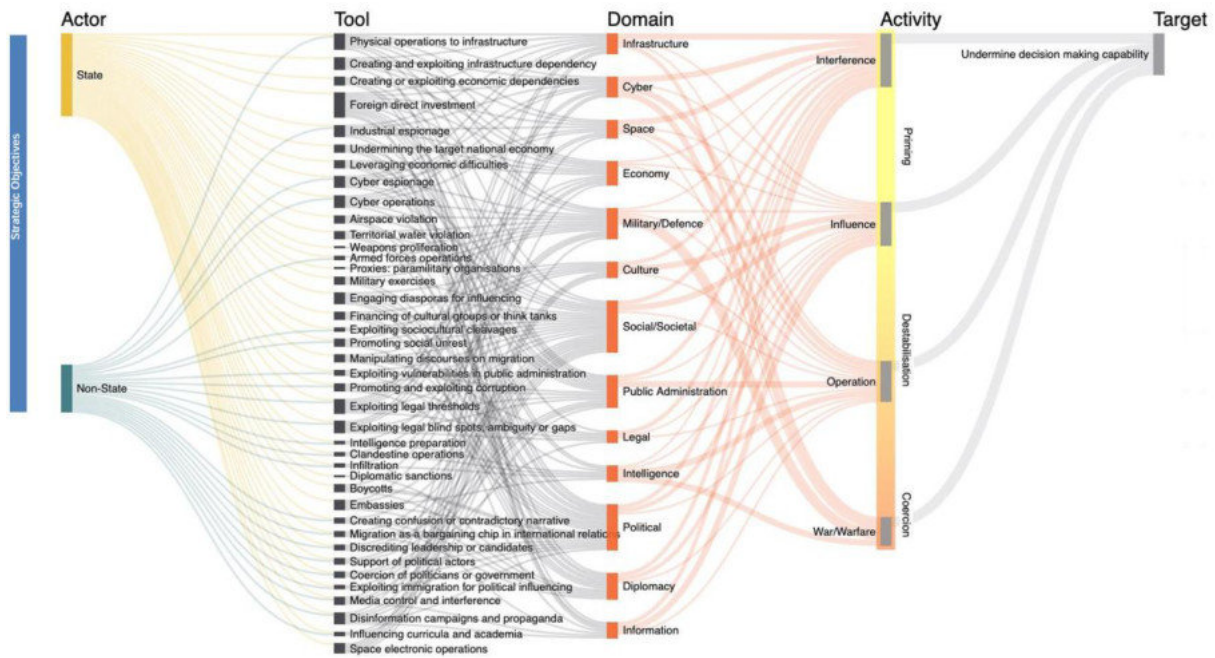 Actor
Tool
Domain
Activity
Target
Strategic Objectives
State
Non-State
Physical operations to infrastructure
Creating and exploiting infrastructure dependency
Creating or exploiting economic dependencies
Foreign direct investment
Industrial espionage
Undermining the target national economy
Leveraging economic difficulties
Cyber espionage
Cyber operations
Airspace violation
Territorial water violation
Weapons proliferation
Armed forces operations
Proxies: paramilitary organisations
Military exercises
Engaging diasporas for influencing
Financing of cultural groups or think tanks
Exploiting sociocultural cleavages
Promoting social unrest
Manipulating discourses on migration
Exploiting vulnerabilities in public administration
Promoting and exploiting corruption
Exploiting legal thresholds
Exploiting legal blind spots, ambiguity or gaps
Intelligence preparation
Clandestine operations
Infiltration
Diplomatic sanctions
Boycotts
Embassies
Creating confusion or contradictory narrative
Migration as a bargaining chip in international relations
Discrediting leadership or candidates
Support of political actors
Coercion of politicians or government
Exploiting immigration for political influencing
Media control and interference
Disinformation campaigns and propaganda
Influencing curricula and academia
Space electronic operations
Infrastructure
Cyber
Space
Economy
Military/Defence
Culture
Social/Societal
Public Administration
Legal
Intelligence
Political
Diplomacy
Information
Interference
Influence
Operation
War/Warfare
Priming
Destabilisation
Coercion
Undermine decision making capability